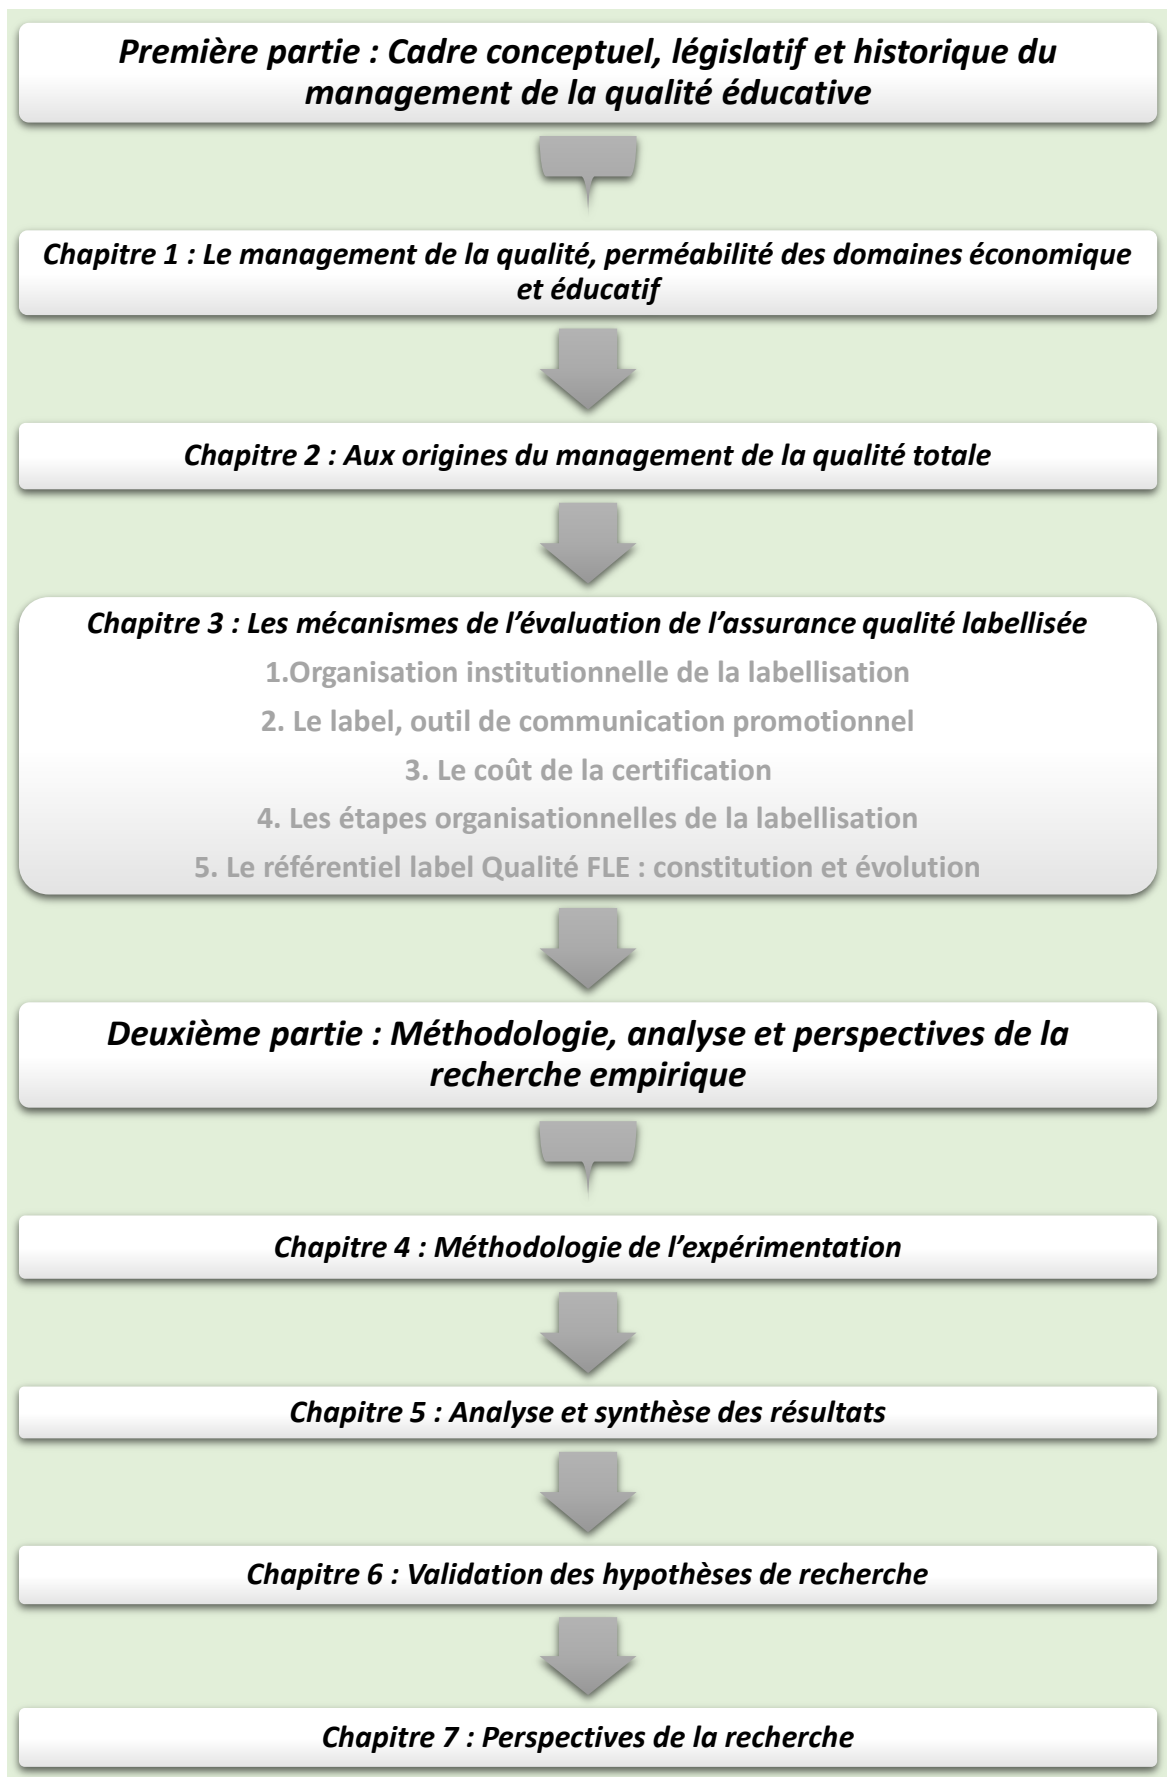 Première partie : Cadre conceptuel, législatif et historique du
management de la qualité éducative
Chapitre 1 : Le management de la qualité, perméabilité des domaines économique
et éducatif
Chapitre 2 : Aux origines du management de la qualité totale
Chapitre 3 : Les mécanismes de l’évaluation de l’assurance qualité labellisée
1.Organisation institutionnelle de la labellisation
2. Le label, outil de communication promotionnel
3. Le coût de la certification
4. Les étapes organisationnelles de la labellisation
5. Le référentiel label Qualité FLE : constitution et évolution
Deuxième partie : Méthodologie, analyse et perspectives de la
recherche empirique
Chapitre 4 : Méthodologie de l’expérimentation
Chapitre 5 : Analyse et synthèse des résultats
Chapitre 6 : Validation des hypothèses de recherche
Chapitre 7 : Perspectives de la recherche